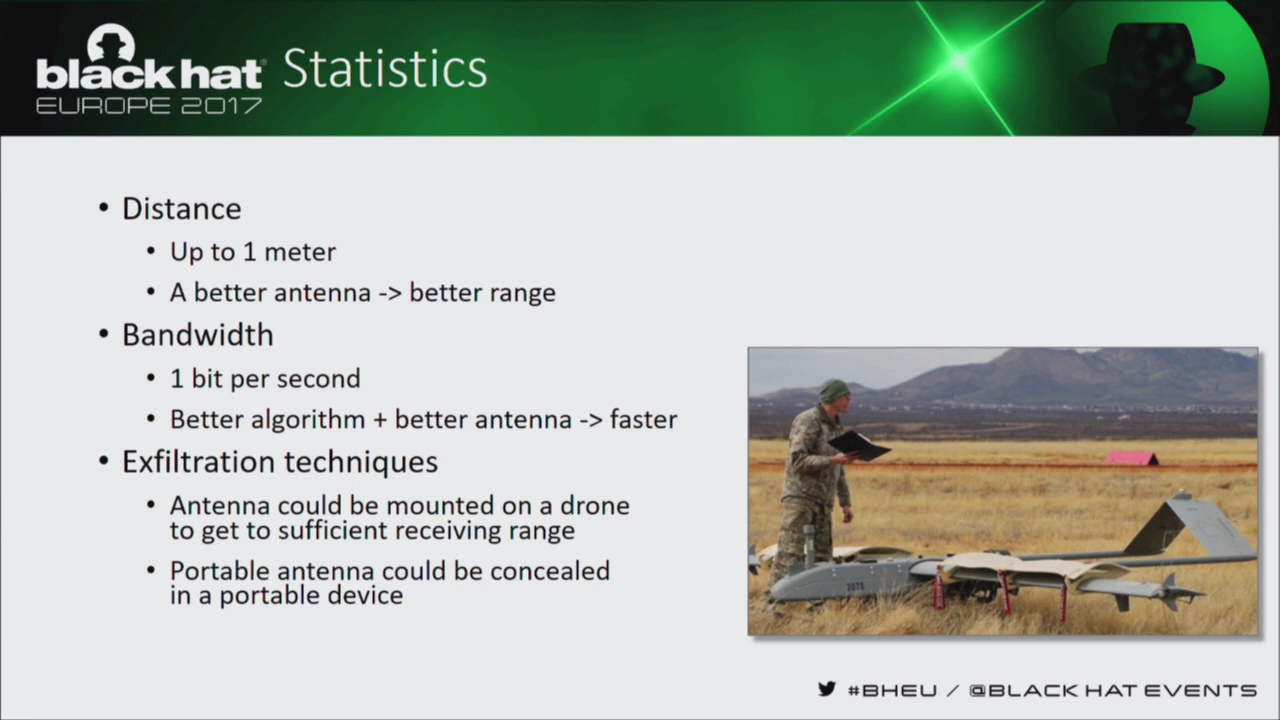 black hat
EUROPE 2017
Statistics
• Distance
• Up to 1 meter
• A better antenna -> better range
• Bandwidth
• 1 bit per second
• Better algorithm + better antenna -> faster
• Exfiltration techniques
• Antenna could be mounted on a drone
to get to sufficient receiving range
• Portable antenna could be concealed
in a portable device
#BHEU / @BLACK HAT EVENTS